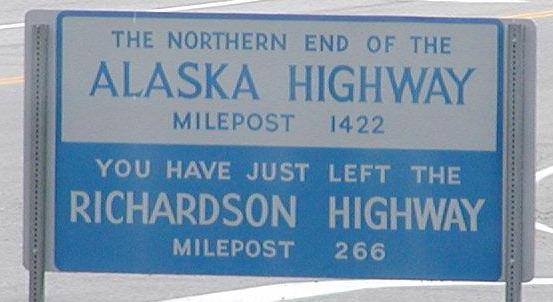 THE NORTHERN END OF THE
ALASKA HIGHWAY
MILEPOST 1422
YOU HAVE JUST LEFT THE
RICHARDSON HIGHWAY
MILEPOST 266